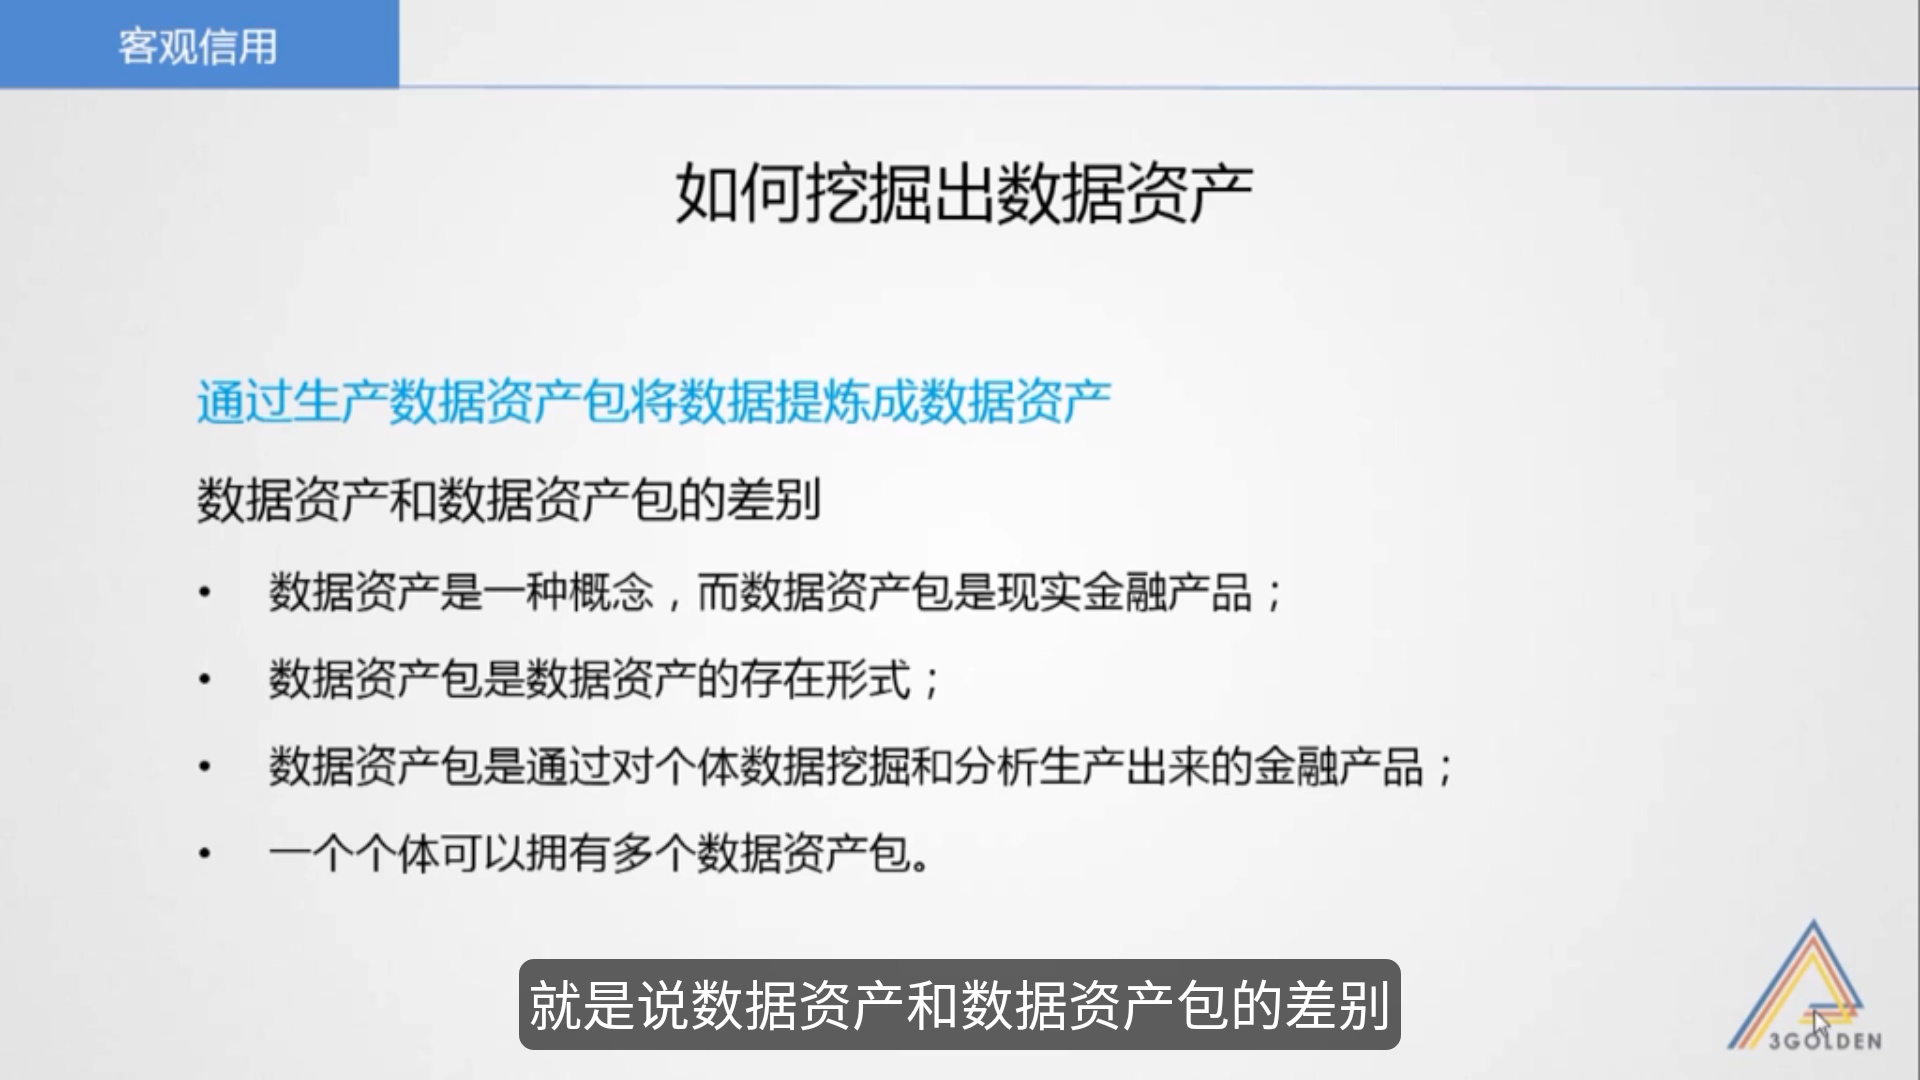 客观信用
如何挖掘出数据资产
通过生产数据资产包将数据提炼成数据资产
数据资产和数据资产包的差别
• 数据资产是一种概念，而数据资产包是现实金融产品；
• 数据资产包是数据资产的存在形式；
• 数据资产包是通过对个体数据挖掘和分析生产出来的金融产品；
• 一个个体可以拥有多个数据资产包。
就是说数据资产和数据资产包的差别
3GOLDEN